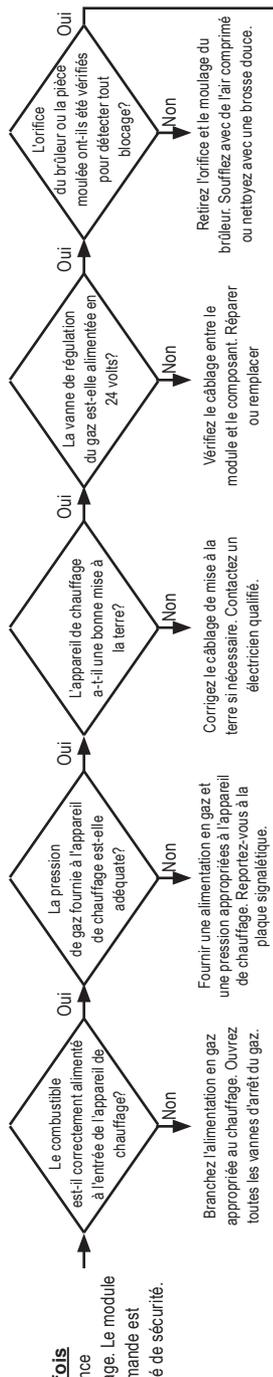 fois
nce
ge. Le module
mande est
é de sécurité.
Le combustible
est-il correctement alimenté
à l'entrée de l'appareil de
chauffage?
Oui
Non
Branchez l'alimentation en gaz
appropriée au chauffage. Ouvrez
toutes les vannes d'arrêt du gaz.
La pression
de gaz fournie à l'appareil
de chauffage est-elle
adéquate?
Oui
Non
Fournir une alimentation en gaz et
une pression appropriées à l'appareil
de chauffage. Reportez-vous à la
plaque signalétique.
L'appareil de chauffage
a-t-il une bonne mise à
la terre?
Oui
Non
Corrigez le câblage de mise à la
terre si nécessaire. Contactez un
électricien qualifié.
La vanne de régulation
du gaz est-elle alimentée en
24 volts?
Oui
Non
Vérifiez le câblage entre le
module et le composant. Réparer
ou remplacer
L'orifice
du brûleur ou la pièce
moulée ont-ils été vérifiés
pour détecter tout
blocage?
Oui
Non
Retirez l'orifice et le moulage du
brûleur. Soufflez avec de l'air comprimé
ou nettoyez avec une brosse douce.